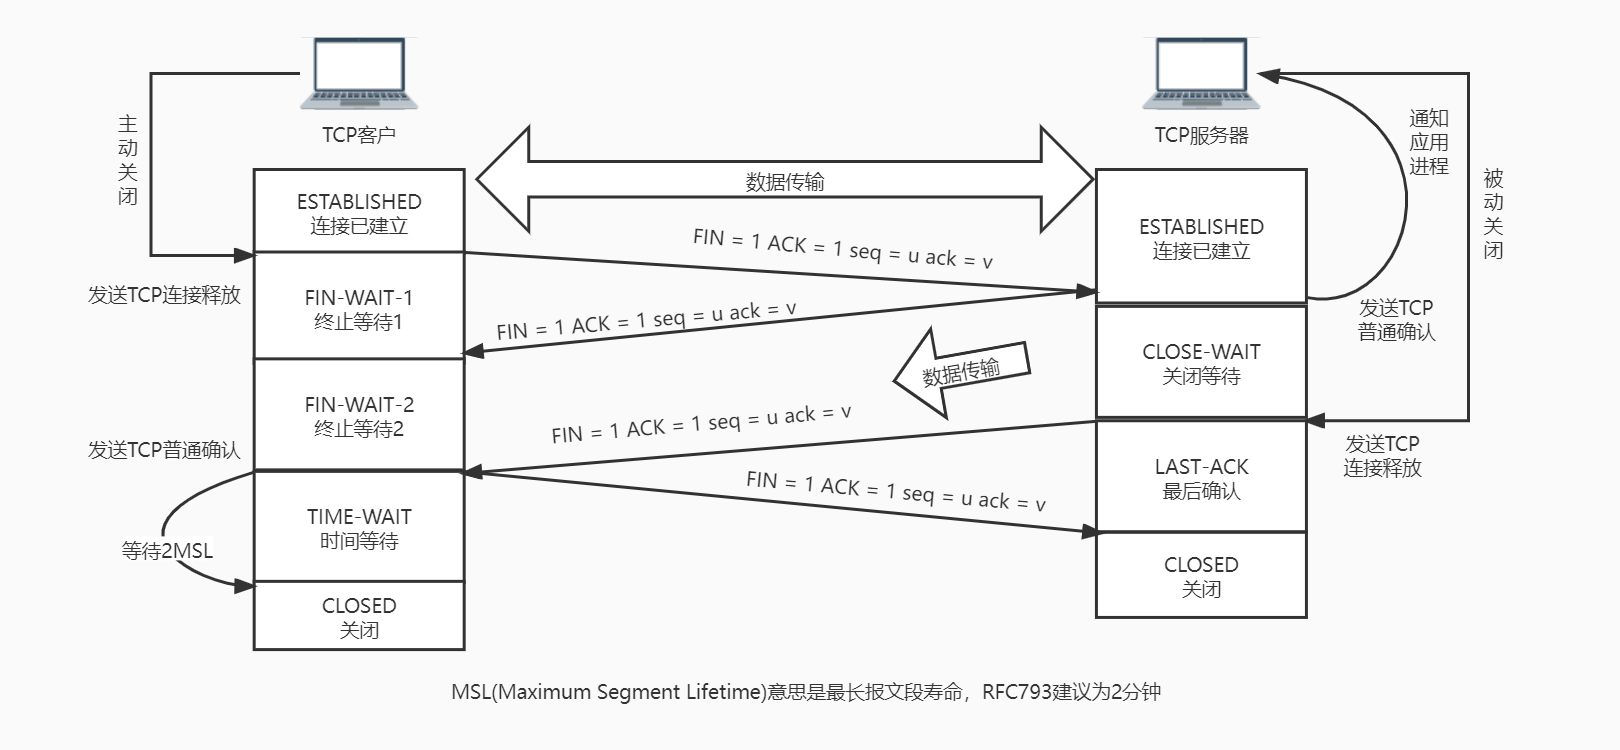 TCP客户
TCP服务器
主动关闭
通知
应用
进程
被动关闭
数据传输
ESTABLISHED
连接已建立
ESTABLISHED
连接已建立
FIN = 1 ACK = 1 seq = u ack = v
发送TCP连接释放
FIN-WAIT-1
终止等待1
FIN = 1 ACK = 1 seq = u ack = v
发送TCP
普通确认
CLOSE-WAIT
关闭等待
数据传输
FIN-WAIT-2
终止等待2
FIN = 1 ACK = 1 seq = u ack = v
发送TCP普通确认
发送TCP
连接释放
LAST-ACK
最后确认
FIN = 1 ACK = 1 seq = u ack = v
TIME-WAIT
时间等待
等待2MSL
CLOSED
关闭
CLOSED
关闭
MSL(Maximum Segment Lifetime)意思是最长报文段寿命，RFC793建议为2分钟